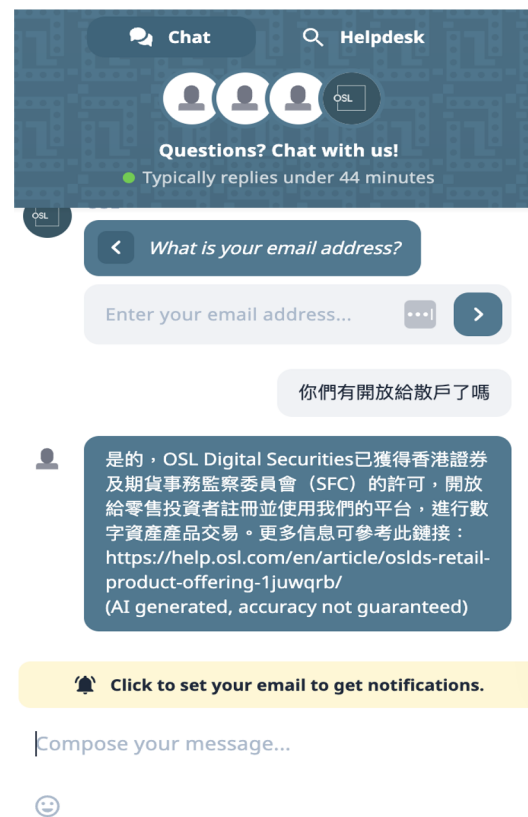 Chat
Helpdesk
OSL
Questions? Chat with us!
Typically replies under 44 minutes
OSL
What is your email address?
Enter your email address...
你們有開放給散戶了嗎
是的，OSL Digital Securities已獲得香港證券
及期貨事務監察委員會（SFC）的許可，開放
給零售投資者註冊並使用我們的平台，進行數
字資產產品交易。更多信息可參考此鏈接：
https://help.osl.com/en/article/oslds-retail-
product-offering-1juwqrb/
(AI generated, accuracy not guaranteed)
Click to set your email to get notifications.
Compose your message...